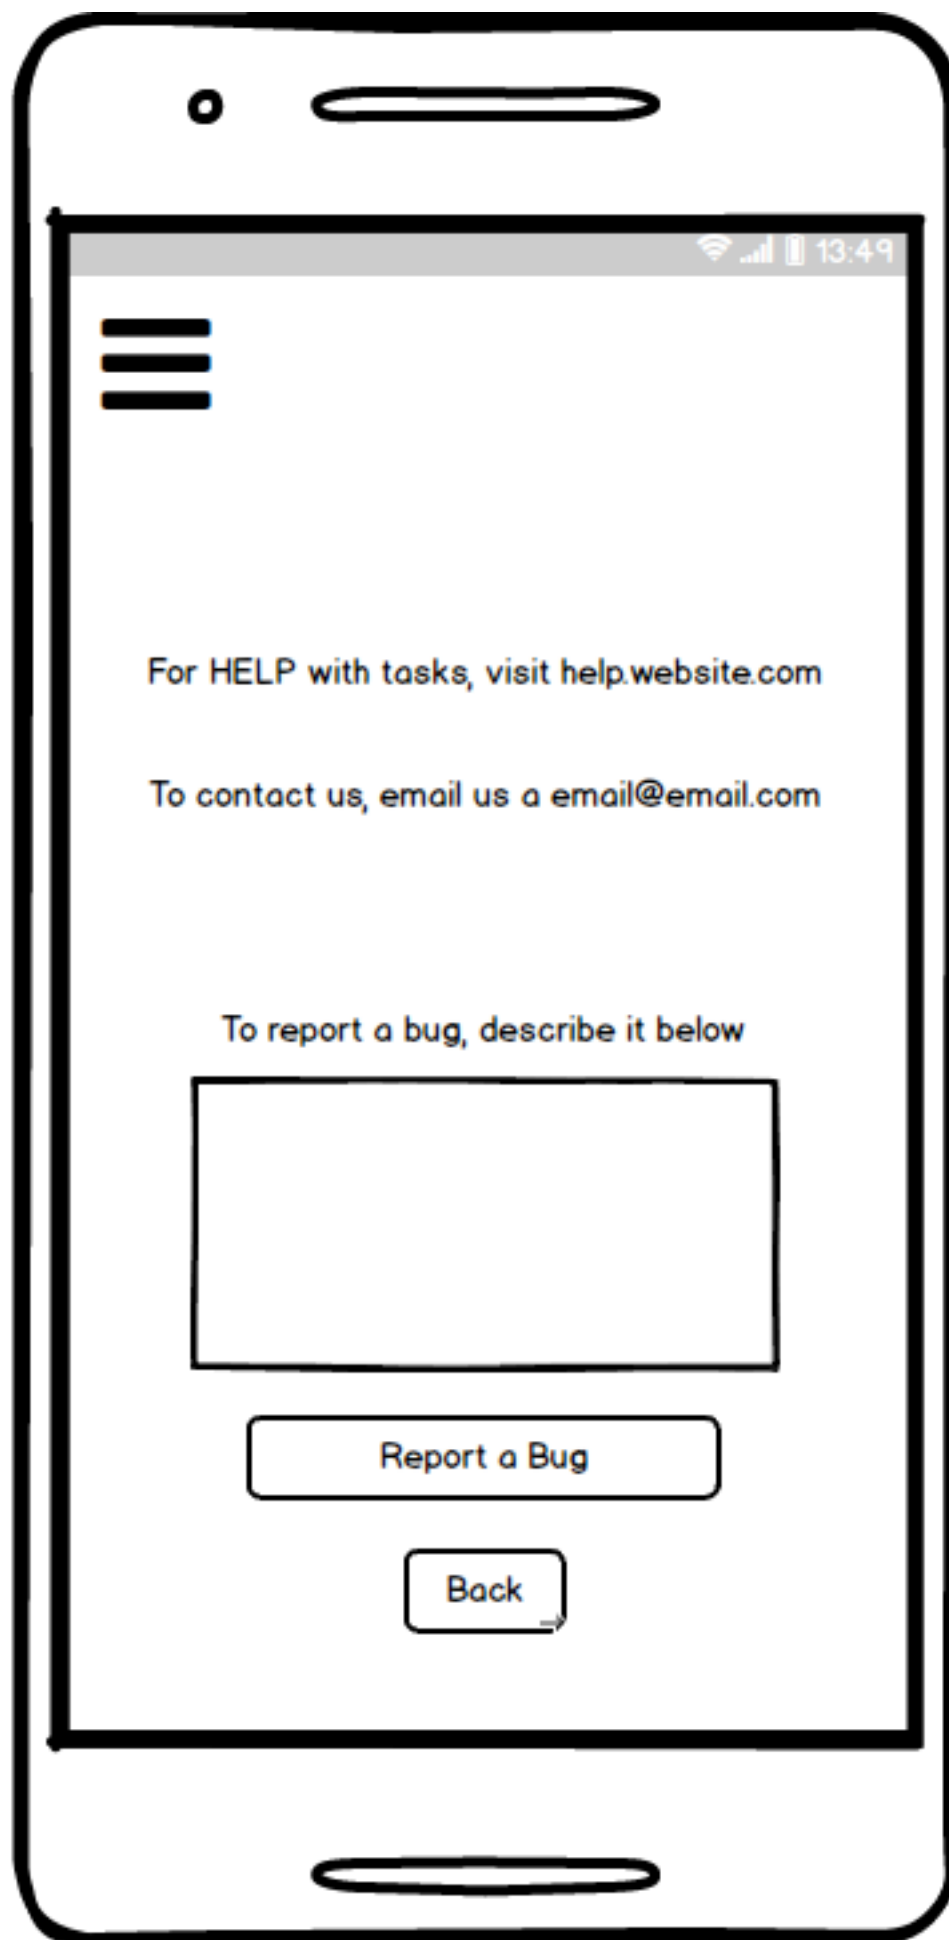 13:49
For HELP with tasks, visit help.website.com
To contact us, email us a email@email.com
To report a bug, describe it below
Report a Bug
Back